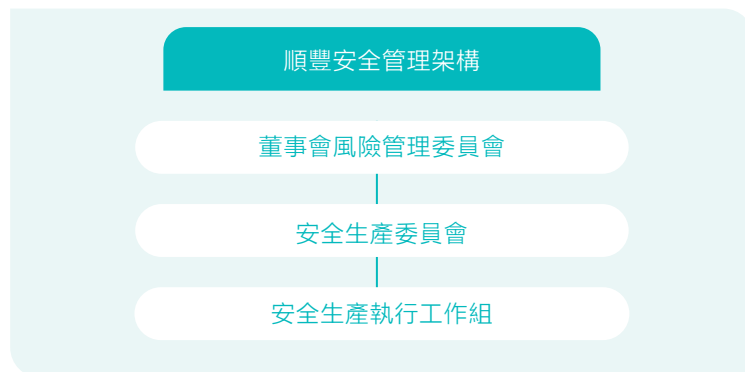 順豐安全管理架構
董事會風險管理委員會
安全生產委員會
安全生產執行工作組